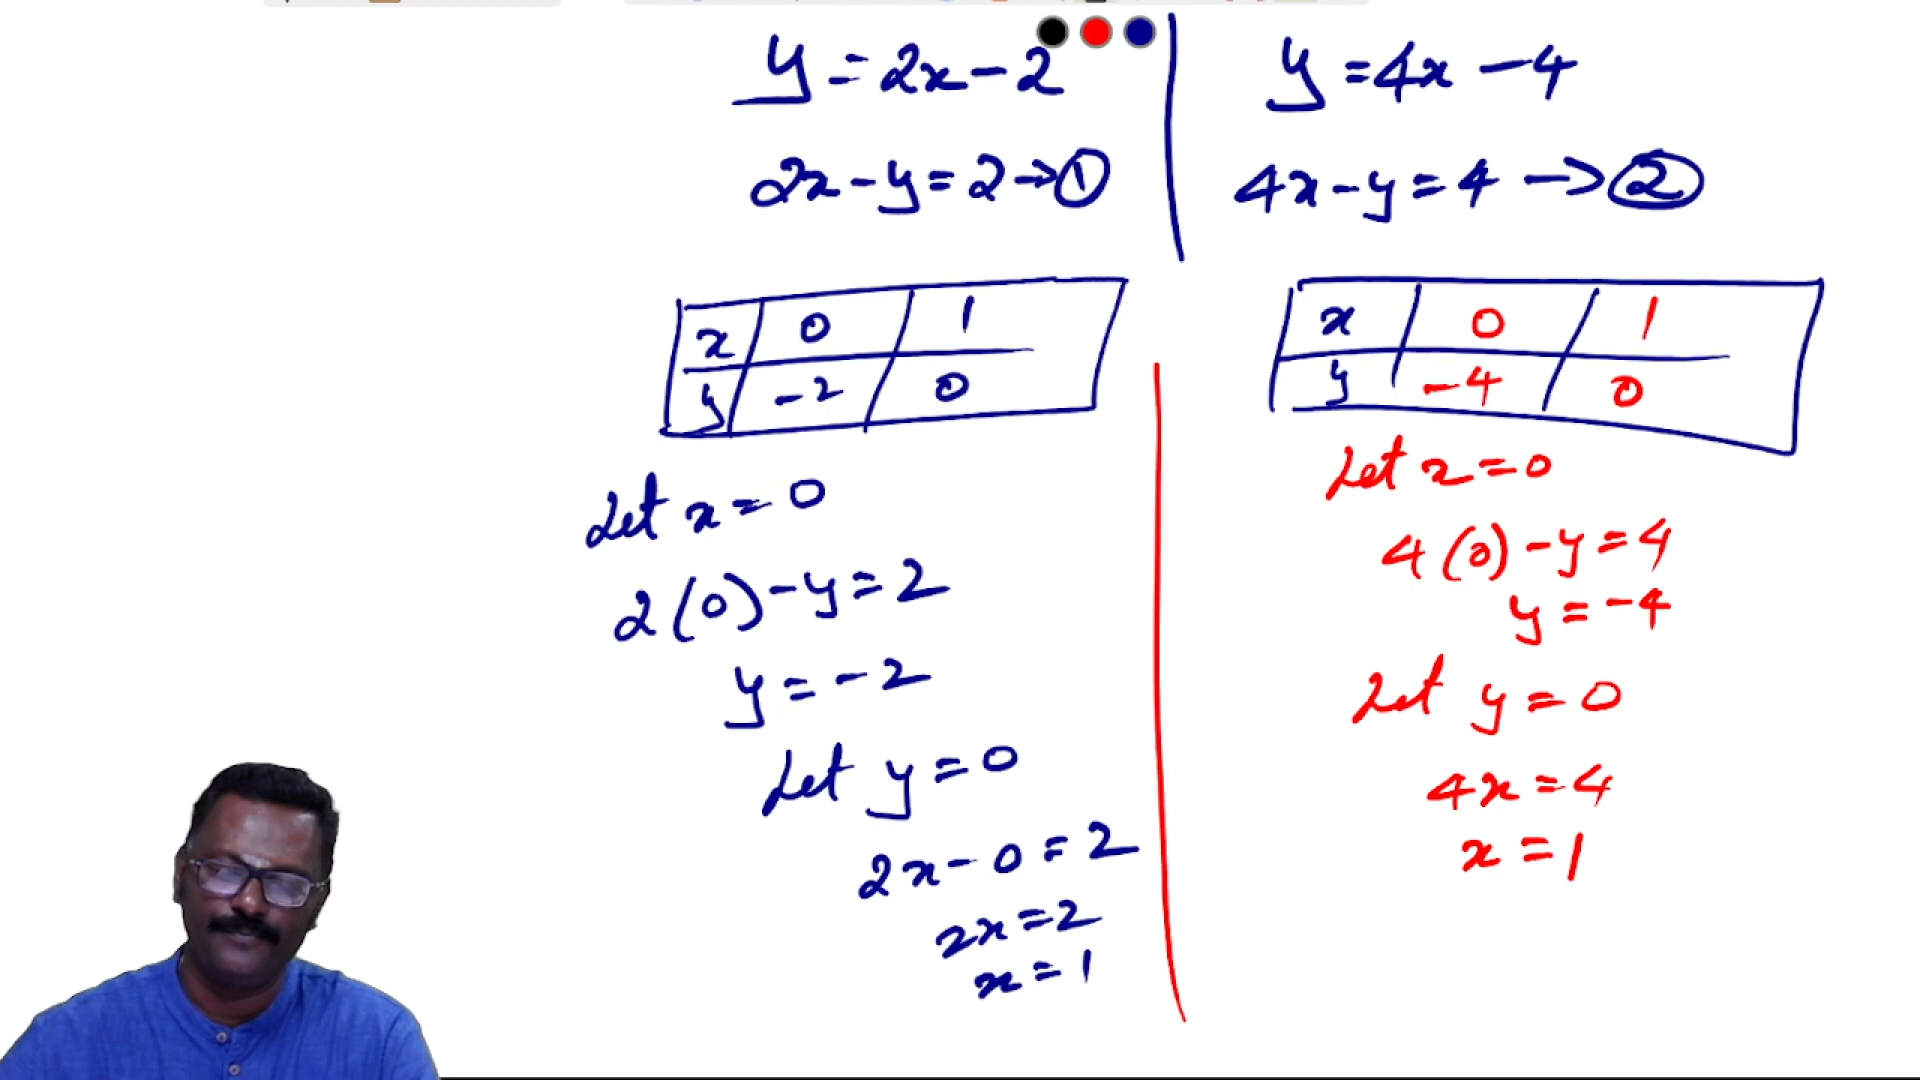 y = 2x - 2
2x - y = 2 → ①
x 0 1
y -2 0
Let x = 0
2 (0) - y = 2
y = - 2
Let y = 0
2x - 0 = 2
2x = 2
x = 1
y = 4x - 4
4x - y = 4 → ②
x 0 1
y -4 0
Let x = 0
4 (0) - y = 4
y = -4
Let y = 0
4x = 4
x = 1